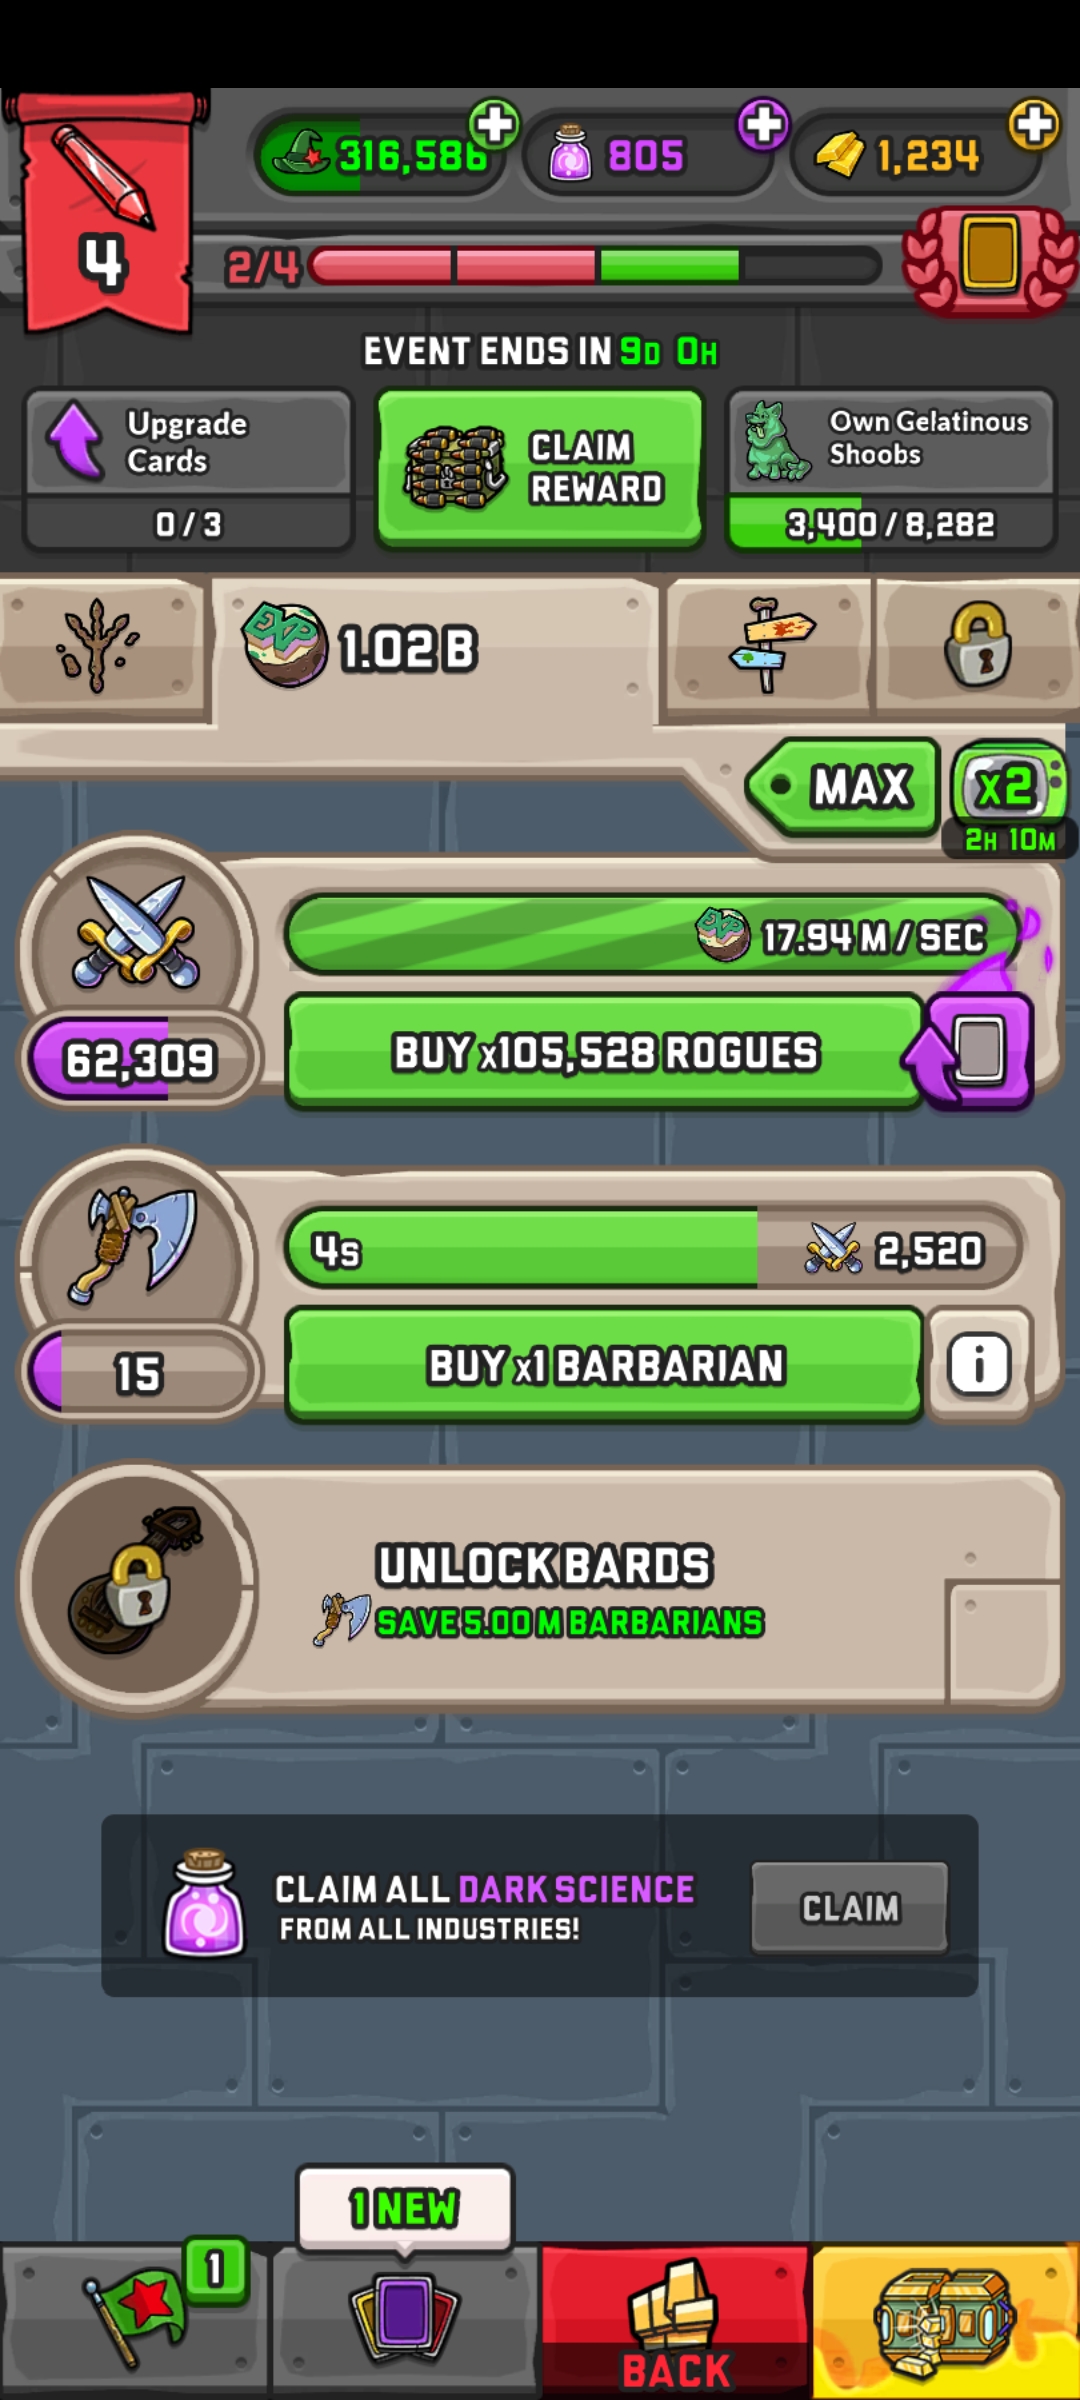 316,586
805
1,234
4
2/4
EVENT ENDS IN 9D 0H
Upgrade
Cards
0 / 3
CLAIM
REWARD
Own Gelatinous
Shoobs
3,400 / 8,282
EXP
1.02 B
MAX
x2
2H 10M
EXP
17.94 M / SEC
62,309
BUY x105,528 ROGUES
4S
2,520
15
BUY x1 BARBARIAN
i
UNLOCK BARDS
SAVE 5.00 M BARBARIANS
CLAIM ALL DARK SCIENCE
FROM ALL INDUSTRIES!
CLAIM
1 NEW
1
BACK